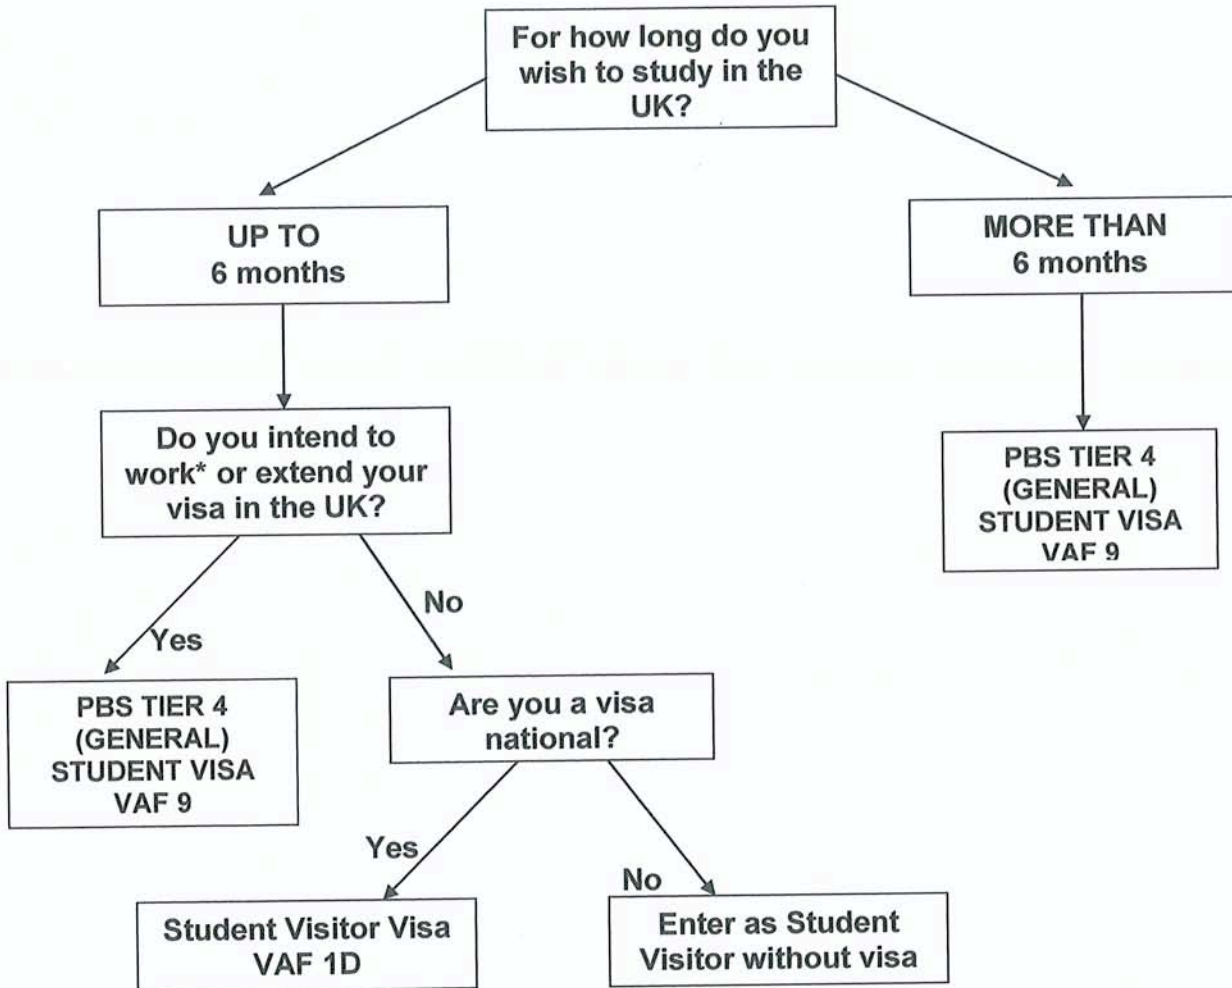 For how long do you
wish to study in the
UK?
UP TO
6 months
MORE THAN
6 months
Do you intend to
work* or extend your
visa in the UK?
PBS TIER 4
(GENERAL)
STUDENT VISA
VAF 9
Yes
No
PBS TIER 4
(GENERAL)
STUDENT VISA
VAF 9
Are you a visa
national?
Yes
No
Student Visitor Visa
VAF 1D
Enter as Student
Visitor without visa